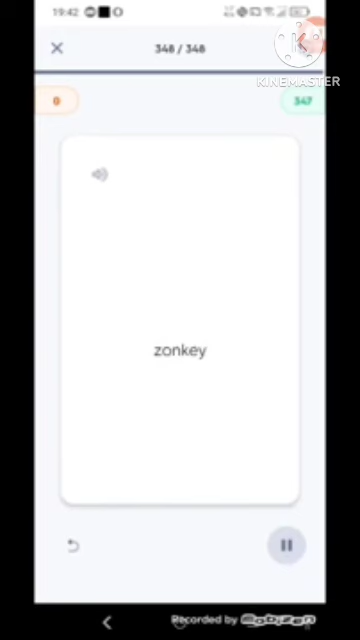 19:42
348 / 348
KINEMASTER
0
347
zonkey
Recorded by